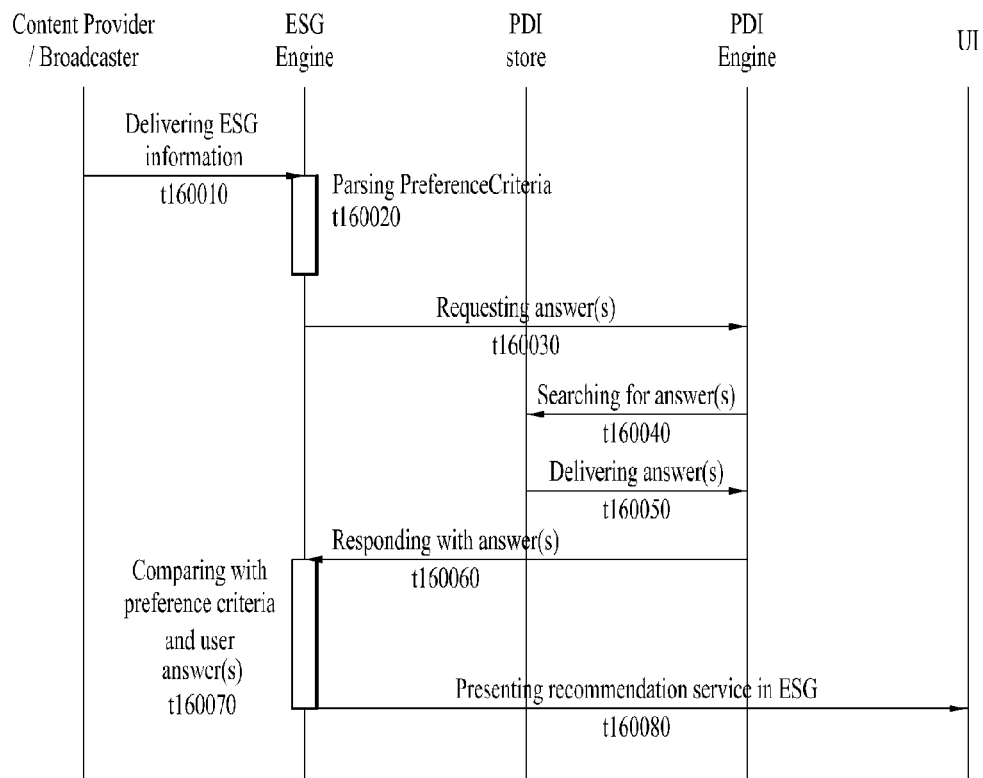 Content Provider
/ Broadcaster
ESG
Engine
PDI
store
PDI
Engine
UI
Delivering ESG
information
t160010
Parsing PreferenceCriteria
t160020
Requesting answer(s)
t160030
Searching for answer(s)
t160040
Delivering answer(s)
t160050
Responding with answer(s)
t160060
Comparing with
preference criteria
and user
answer(s)
t160070
Presenting recommendation service in ESG
t160080